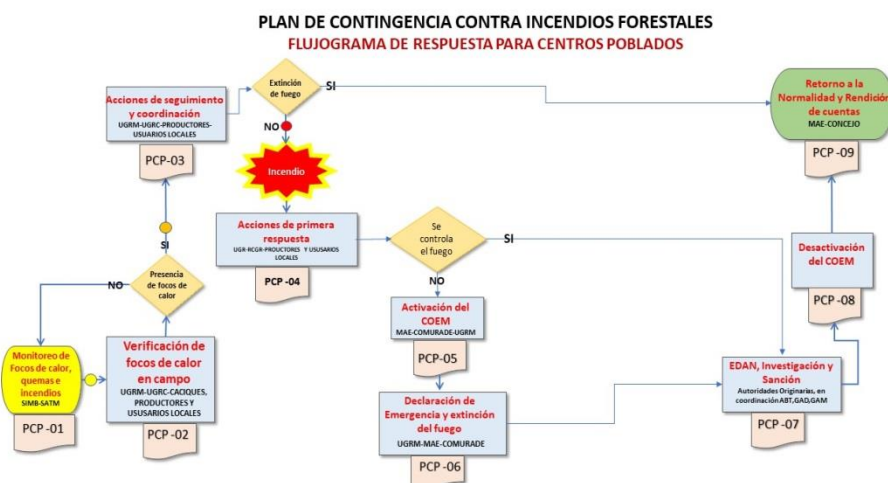 PLAN DE CONTINGENCIA CONTRA INCENDIOS FORESTALES
FLUJOGRAMA DE RESPUESTA PARA CENTROS POBLADOS
Monitoreo de
Focos de calor,
quemas e
incendios
SIMB-SATM
PCP -01
Verificación de
focos de calor
en campo
UGRM-UGRC-CACIQUES,
PRODUCTORES Y
USUSARIOS LOCALES
PCP -02
Presencia
de focos de
calor
NO
SI
Acciones de seguimiento
y coordinación
UGRM-UGRC-PRODUCTORES-
USUARIOS LOCALES
PCP-03
Extinción
de fuego
SI
NO
Incendio
Acciones de primera
respuesta
UGR-RCGR-PRUCTORES Y USUSARIOS
LOCALES
PCP -04
Se
controla
el fuego
SI
NO
Activación del
COEM
MAE-COMURADE-UGRM
PCP-05
Declaración de
Emergencia y extinción
del fuego
UGRM-MAE-COMURADE
PCP -06
EDAN, Investigación y
Sanción
Autoridades Originarias, en
coordinación ABT,GAD,GAM
PCP -07
Desactivación
del COEM
PCP -08
Retorno a la
Normalidad y Rendición
de cuentas
MAE-CONCEJO
PCP -09